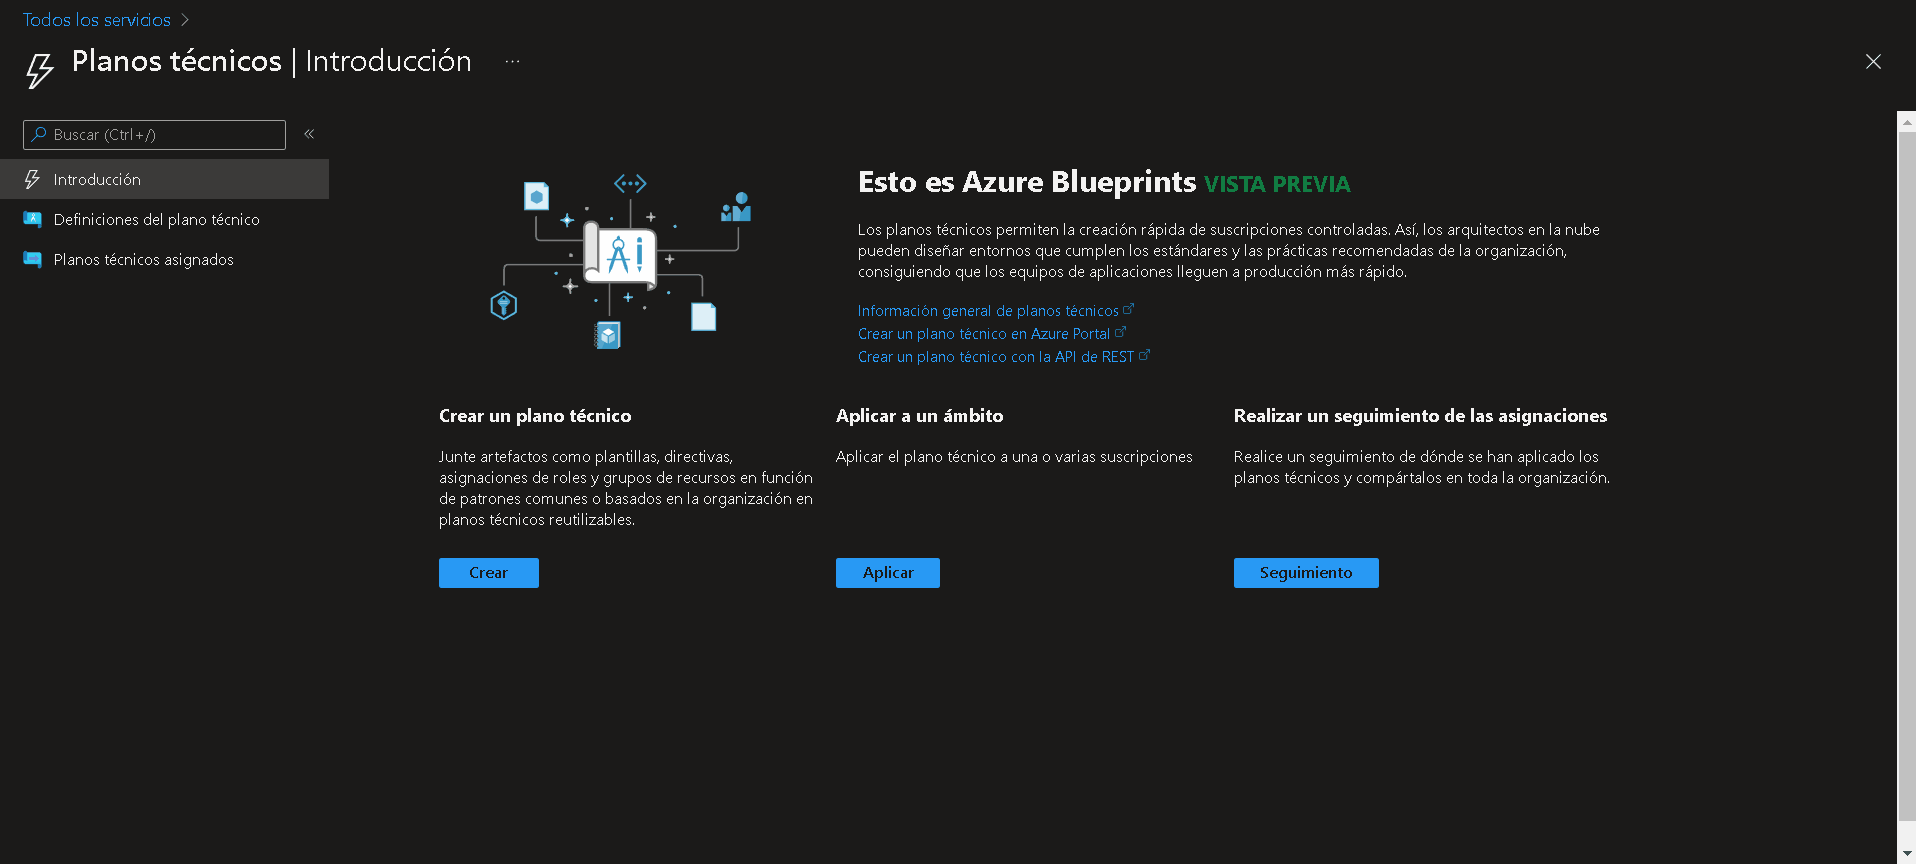 Todos los servicios
Planos técnicos | Introducción ...
Buscar (Ctrl+/)
«
Introducción
Definiciones del plano técnico
Planos técnicos asignados
Esto es Azure Blueprints VISTA PREVIA
Los planos técnicos permiten la creación rápida de suscripciones controladas. Así, los arquitectos en la nube
pueden diseñar entornos que cumplen los estándares y las prácticas recomendadas de la organización,
consiguiendo que los equipos de aplicaciones lleguen a producción más rápido.
Información general de planos técnicos
Crear un plano técnico en Azure Portal
Crear un plano técnico con la API de REST
Crear un plano técnico
Junte artefactos como plantillas, directivas,
asignaciones de roles y grupos de recursos en función
de patrones comunes o basados en la organización en
planos técnicos reutilizables.
Crear
Aplicar a un ámbito
Aplicar el plano técnico a una o varias suscripciones
Aplicar
Realizar un seguimiento de las asignaciones
Realice un seguimiento de dónde se han aplicado los
planos técnicos y compártalos en toda la organización.
Seguimiento